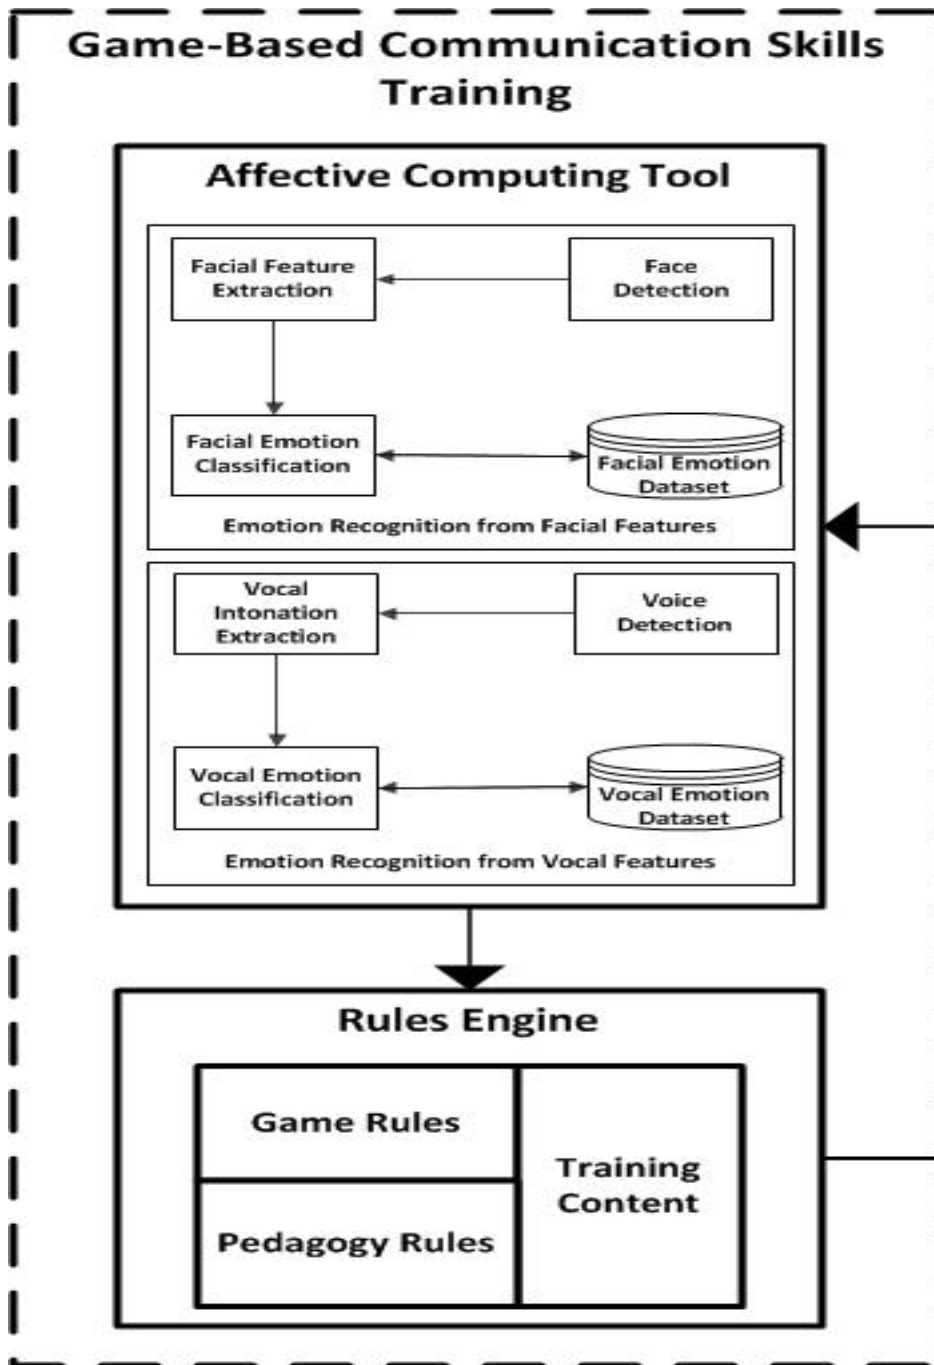 Game-Based Communication Skills
Training
Affective Computing Tool
Facial Feature
Extraction
Face
Detection
Facial Emotion
Classification
Facial Emotion
Dataset
Emotion Recognition from Facial Features
Vocal
Intonation
Extraction
Voice
Detection
Vocal Emotion
Classification
Vocal Emotion
Dataset
Emotion Recognition from Vocal Features
Rules Engine
Game Rules
Pedagogy Rules
Training
Content